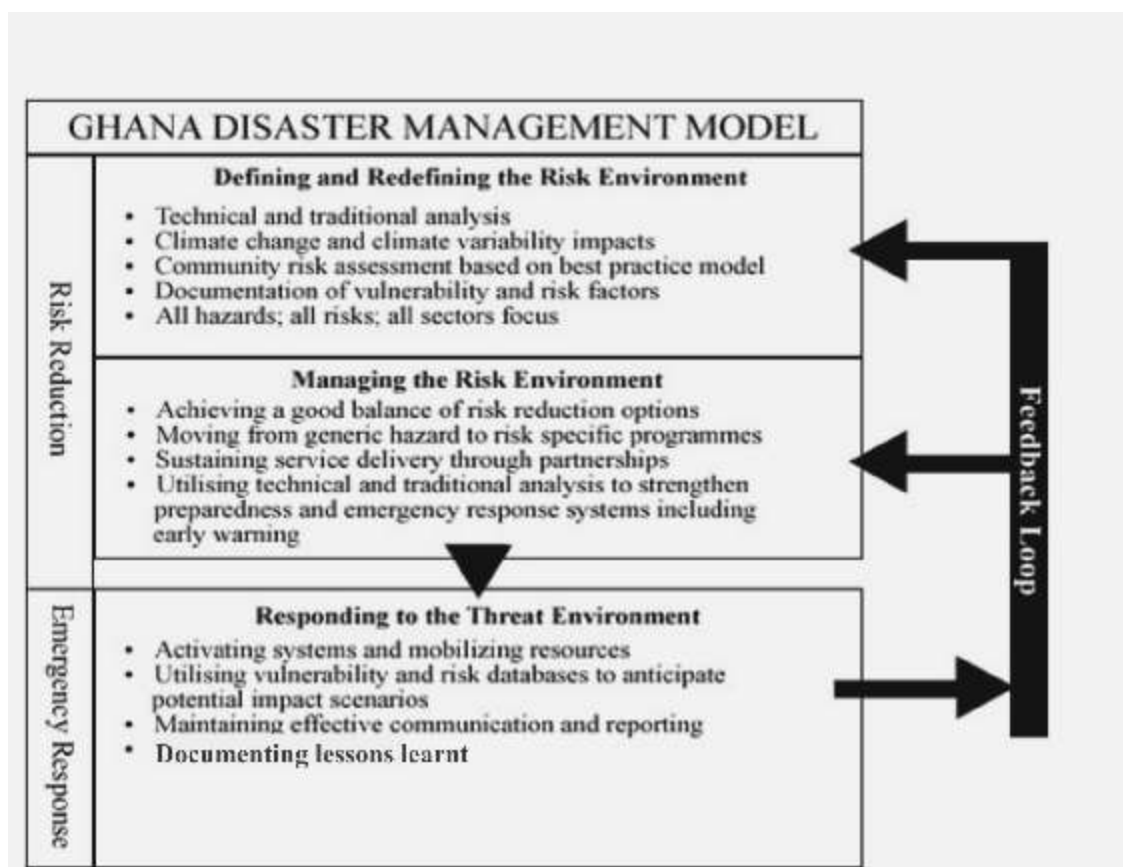 GHANA DISASTER MANAGEMENT MODEL
Risk Reduction
Defining and Redefining the Risk Environment
• Technical and traditional analysis
• Climate change and climate variability impacts
• Community risk assessment based on best practice model
• Documentation of vulnerability and risk factors
• All hazards; all risks; all sectors focus
Managing the Risk Environment
• Achieving a good balance of risk reduction options
• Moving from generic hazard to risk specific programmes
• Sustaining service delivery through partnerships
• Utilising technical and traditional analysis to strengthen
preparedness and emergency response systems including
early warning
Emergency Response
Responding to the Threat Environment
• Activating systems and mobilizing resources
• Utilising vulnerability and risk databases to anticipate
potential impact scenarios
• Maintaining effective communication and reporting
• Documenting lessons learnt
Feedback Loop